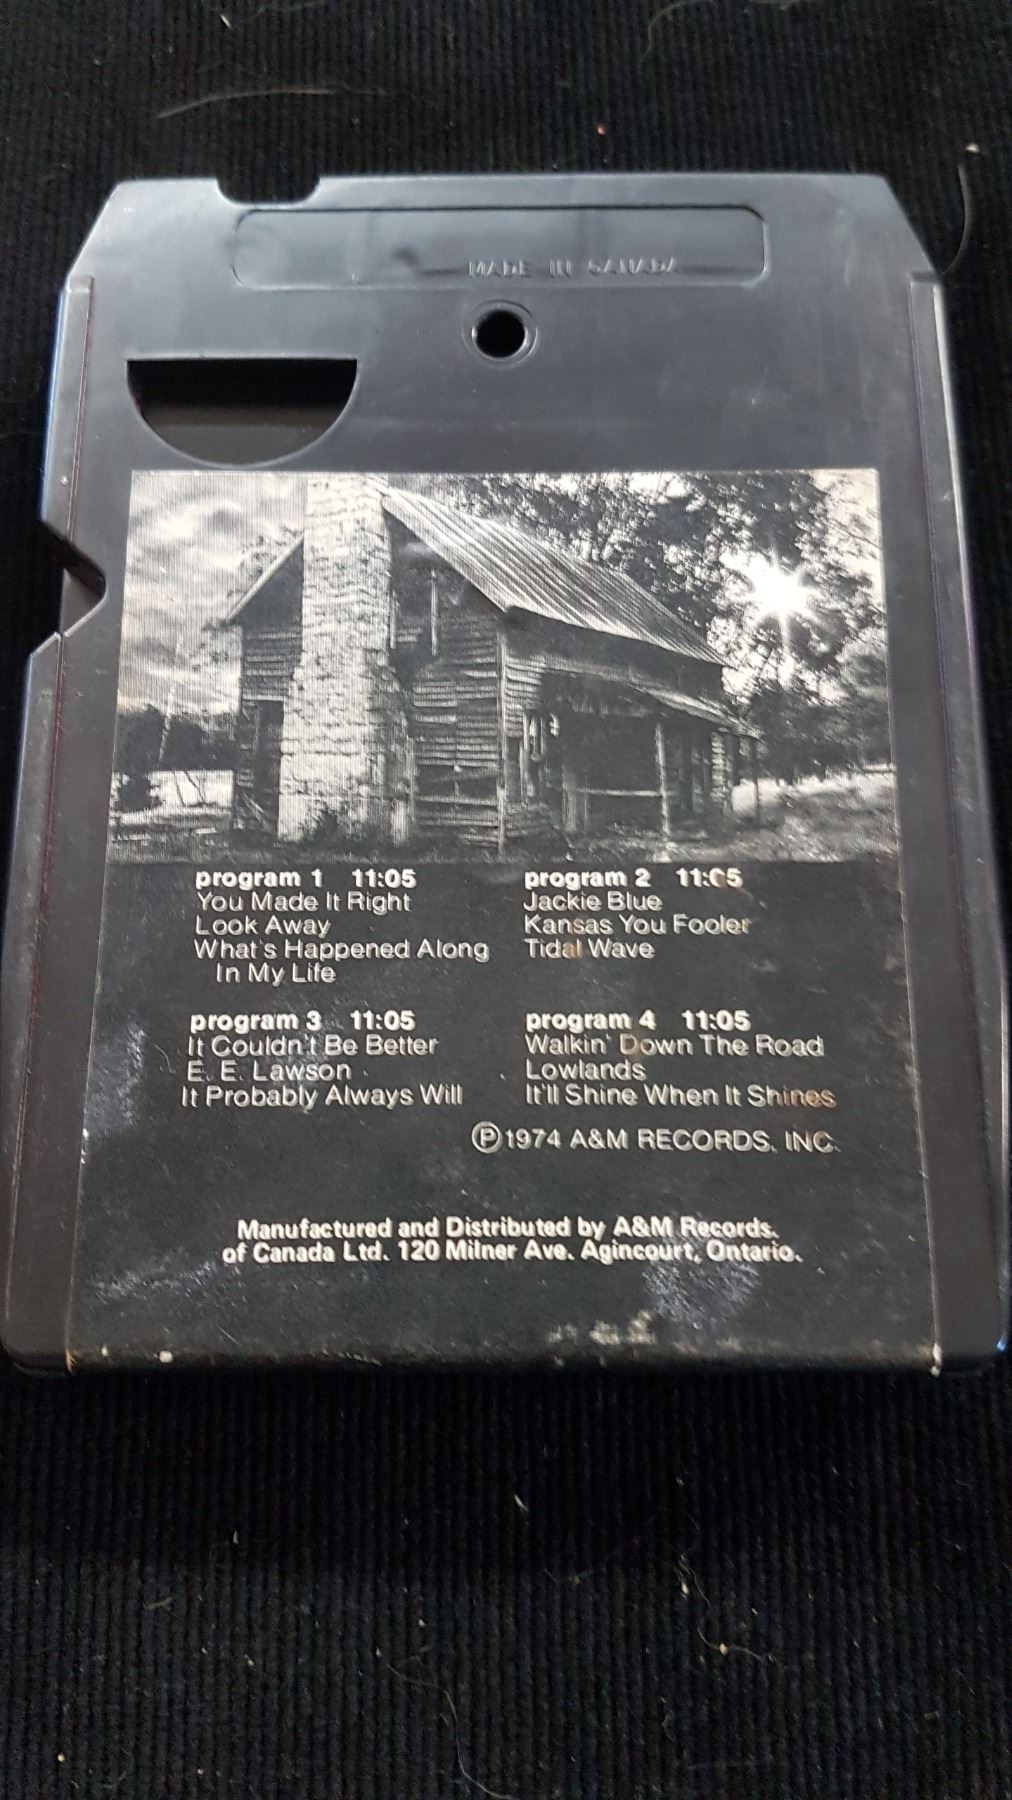 MADE IN CANADA
program 1 11:05
You Made It Right
Look Away
What's Happened Along
In My Life
program 2 11:05
Jackie Blue
Kansas You Fooler
Tidal Wave
program 3 11:05
It Couldn't Be Better
E. E. Lawson
It Probably Always Will
program 4 11:05
Walkin' Down The Road
Lowlands
It'll Shine When It Shines
Ⓟ1974 A&M RECORDS, INC.
Manufactured and Distributed by A&M Records.
of Canada Ltd. 120 Milner Ave. Agincourt, Ontario.